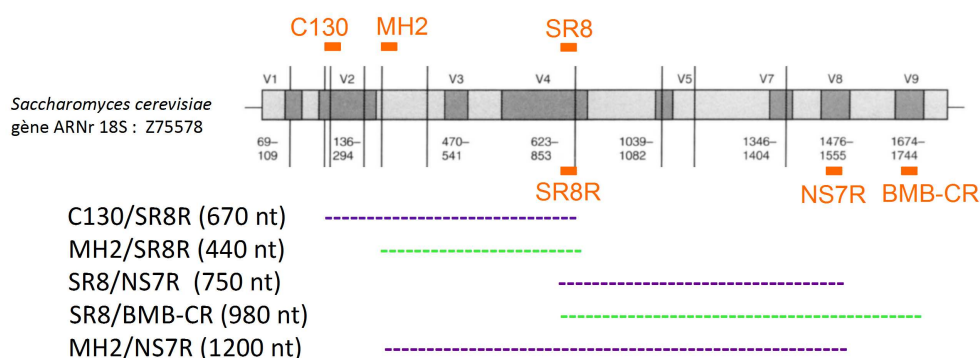 C130 MH2 SR8
V1 V2 V3 V4 V5 V7 V8 V9
Saccharomyces cerevisiae
gène ARNr 18S : Z75578
69– 136– 470– 623– 1039– 1346– 1476– 1674–
109 294 541 853 1082 1404 1555 1744
SR8R NS7R BMB-CR
C130/SR8R (670 nt)
MH2/SR8R (440 nt)
SR8/NS7R (750 nt)
SR8/BMB-CR (980 nt)
MH2/NS7R (1200 nt)